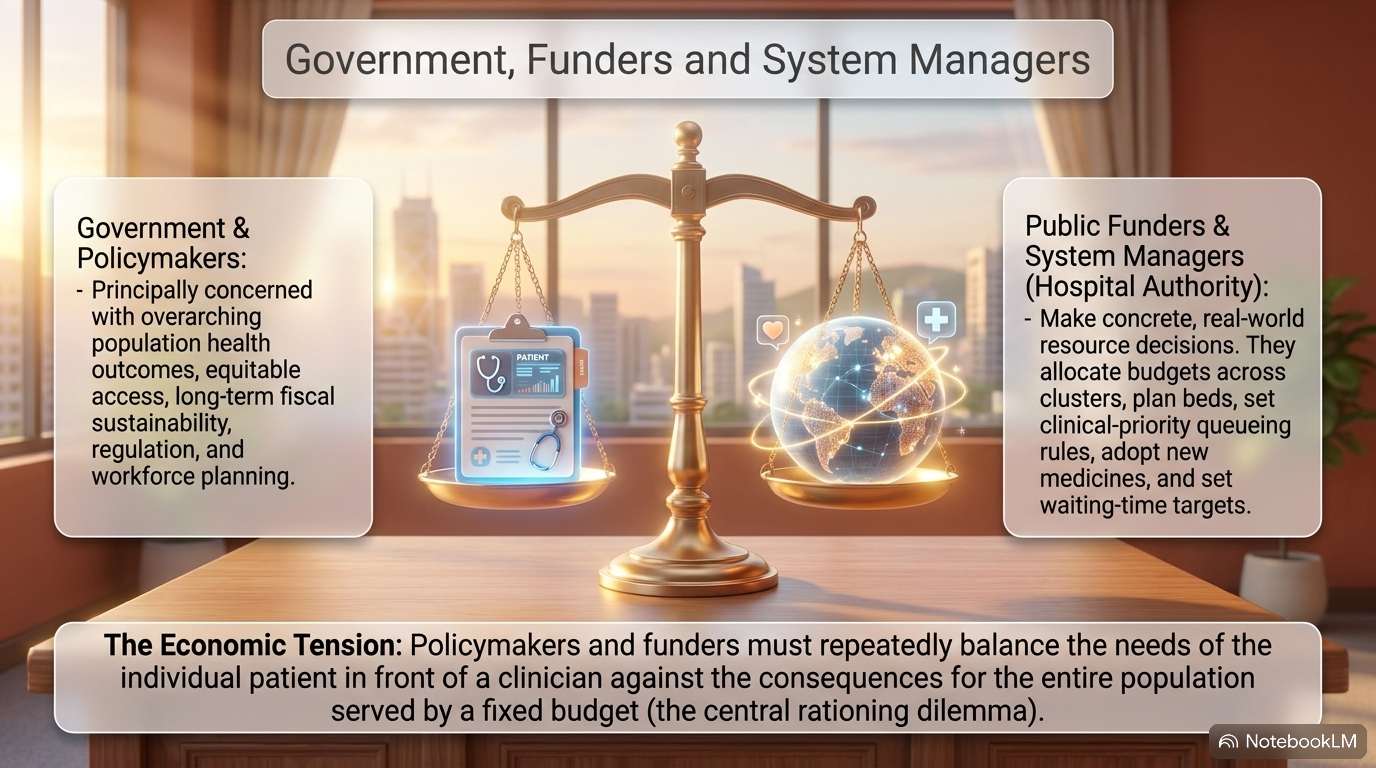 Government, Funders and System Managers
Government &
Policymakers:
- Principally concerned
with overarching
population health
outcomes, equitable
access, long-term fiscal
sustainability,
regulation, and
workforce planning.
PATIENT
Public Funders &
System Managers
(Hospital Authority):
- Make concrete, real-world
resource decisions. They
allocate budgets across
clusters, plan beds, set
clinical-priority queueing
rules, adopt new
medicines, and set
waiting-time targets.
The Economic Tension: Policymakers and funders must repeatedly balance the needs of the
individual patient in front of a clinician against the consequences for the entire population
served by a fixed budget (the central rationing dilemma).
NotebookLM